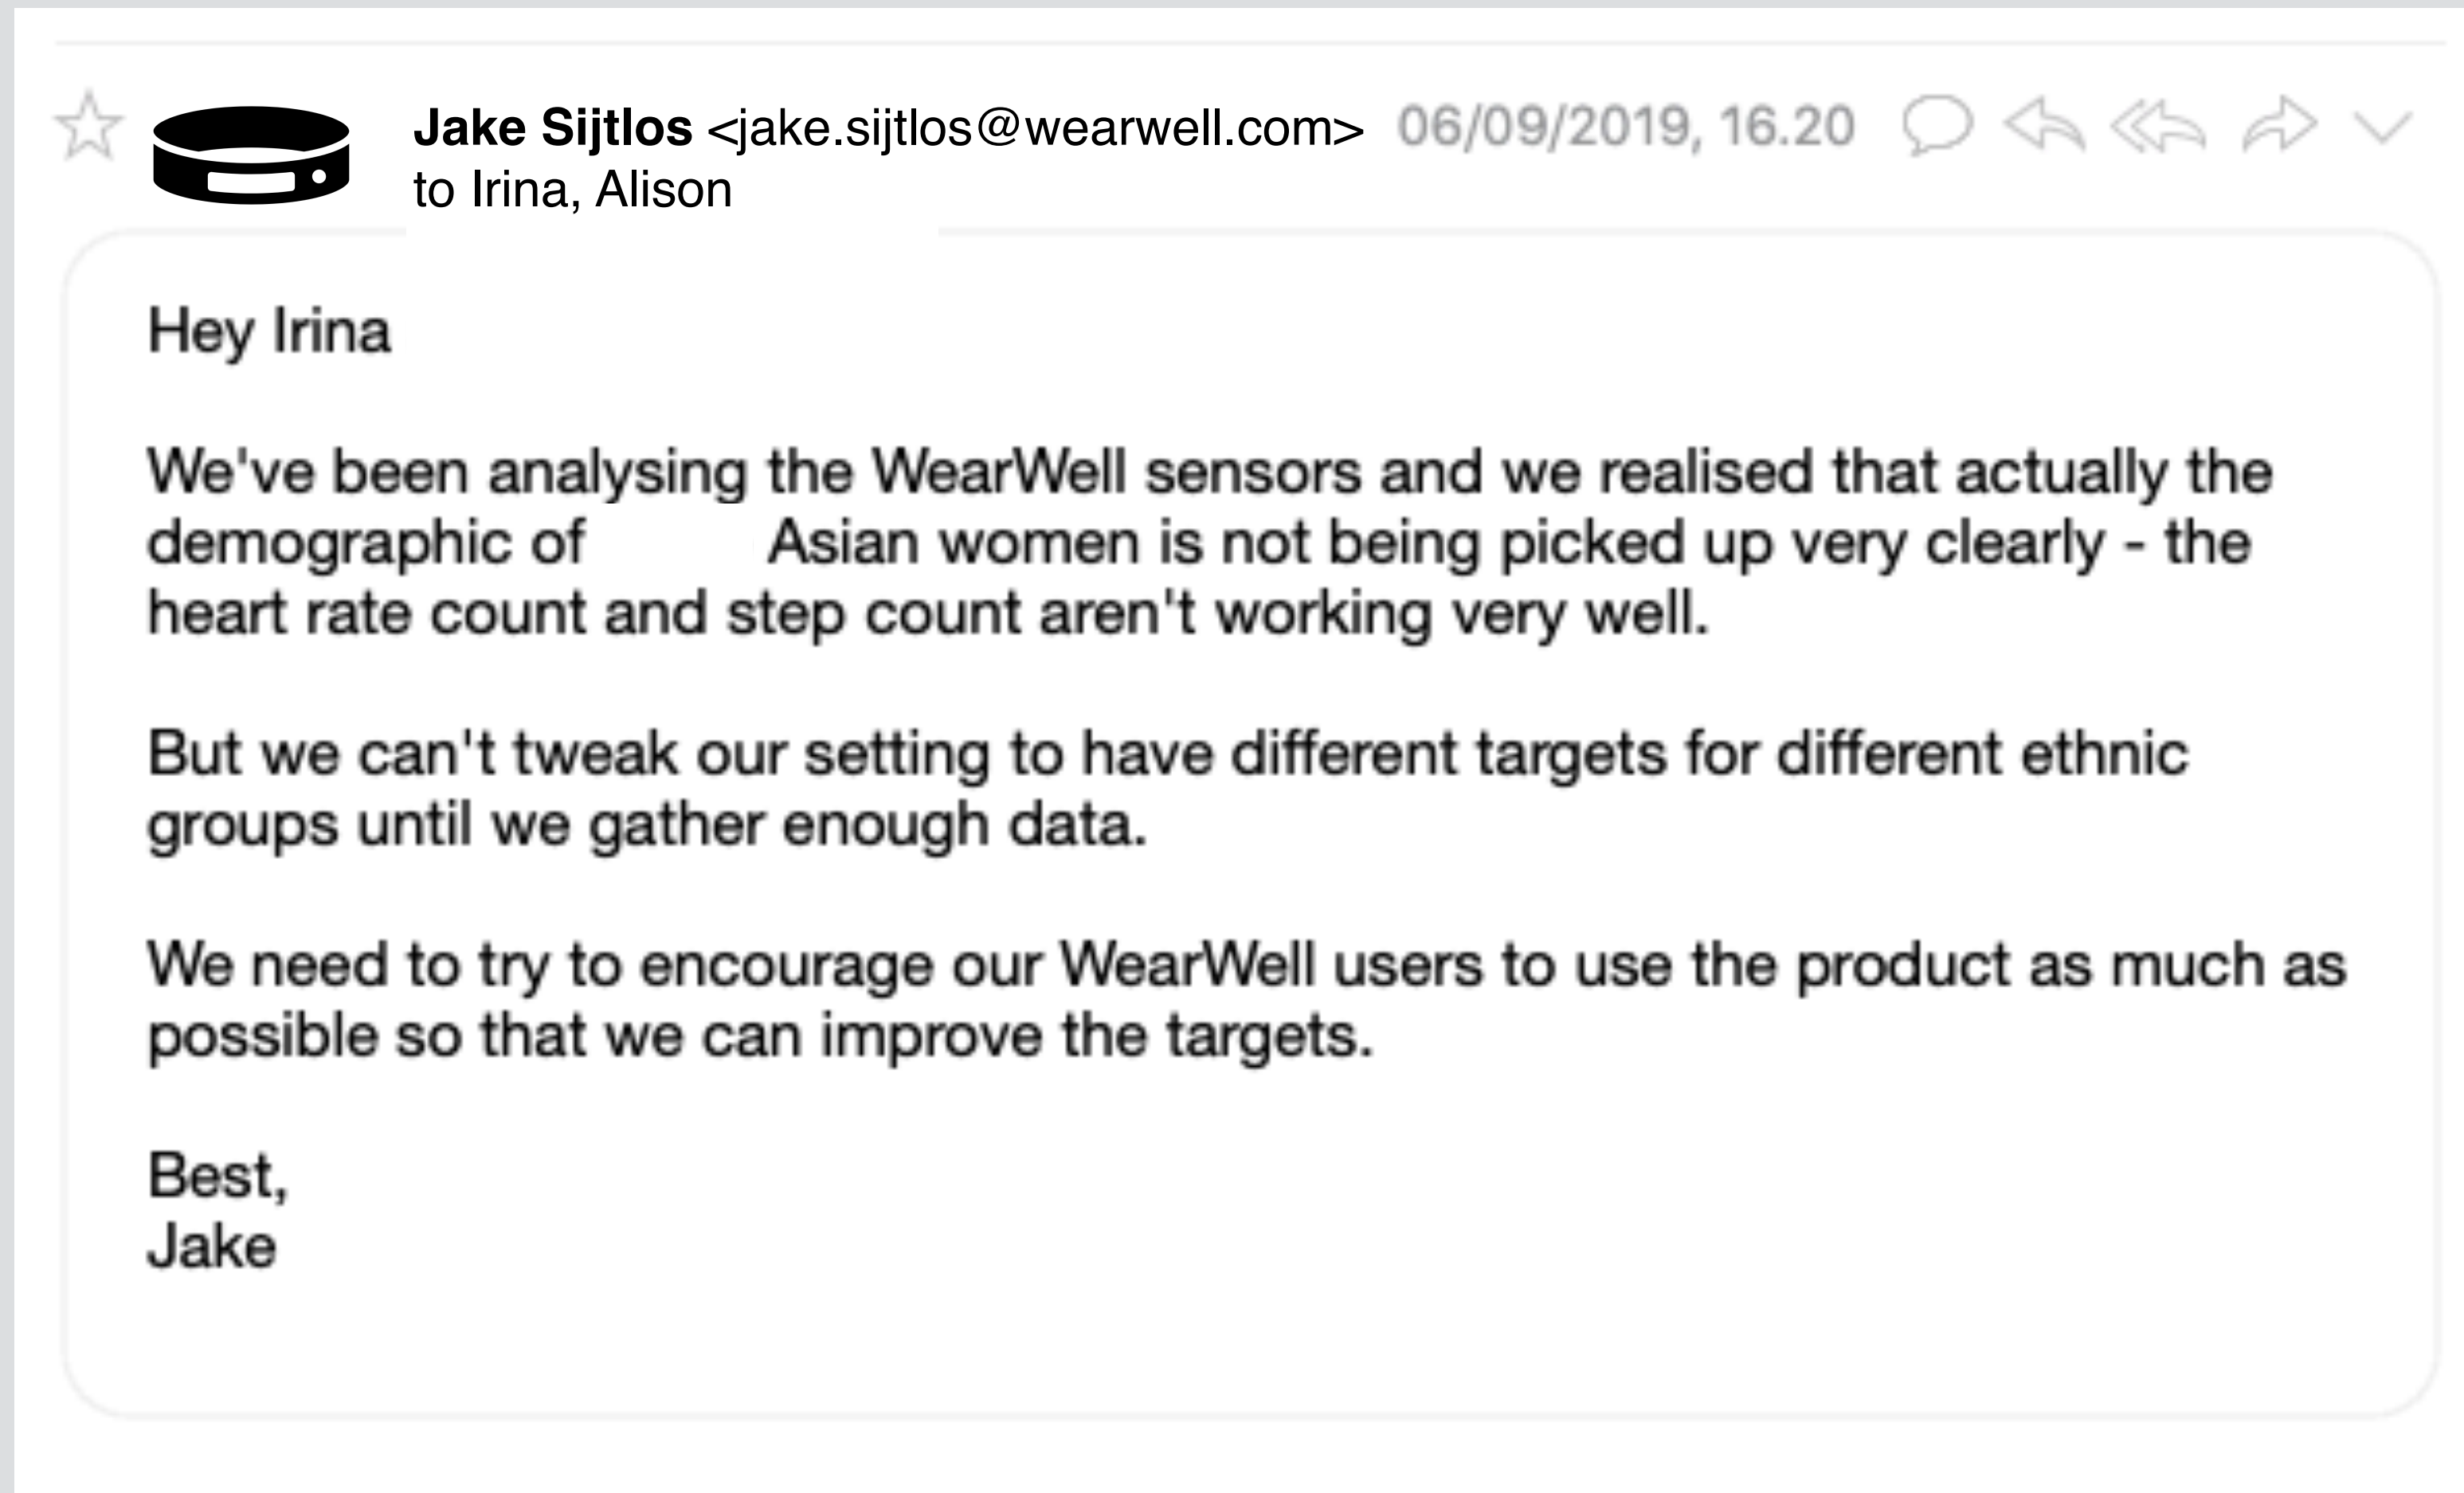 Jake Sijtlos <jake.sijtlos@wearwell.com> 06/09/2019, 16.20
to Irina, Alison
Hey Irina
We've been analysing the WearWell sensors and we realised that actually the
demographic of Asian women is not being picked up very clearly - the
heart rate count and step count aren't working very well.
But we can't tweak our setting to have different targets for different ethnic
groups until we gather enough data.
We need to try to encourage our WearWell users to use the product as much as
possible so that we can improve the targets.
Best,
Jake